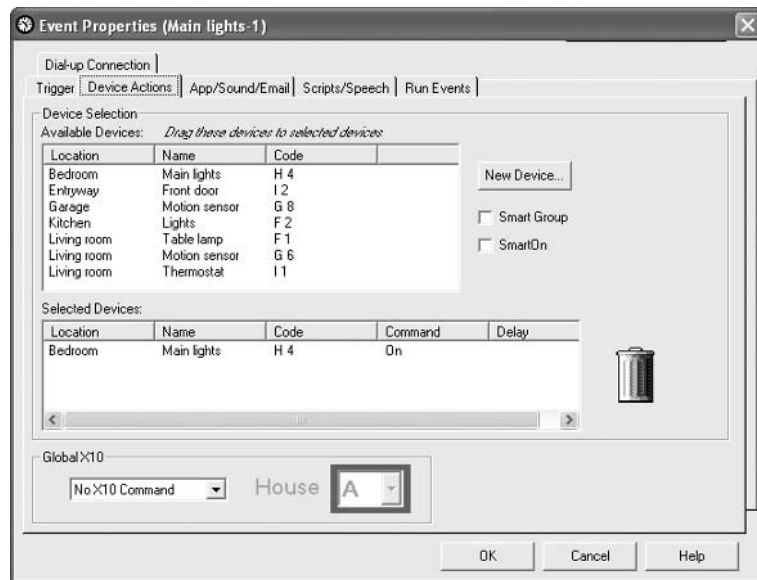 Event Properties (Main lights-1)
Dial-up Connection
Trigger Device Actions App/Sound/Email Scripts/Speech Run Events
Device Selection
Available Devices: Drag these devices to selected devices
Location Name Code
Bedroom Main lights H 4
Entryway Front door I 2
Garage Motion sensor G 8
Kitchen Lights F 2
Living room Table lamp F 1
Living room Motion sensor G 6
Living room Thermostat I 1
New Device...
Smart Group
SmartOn
Selected Devices:
Location Name Code Command Delay
Bedroom Main lights H 4 On
Global X10
No X10 Command House A
OK Cancel Help